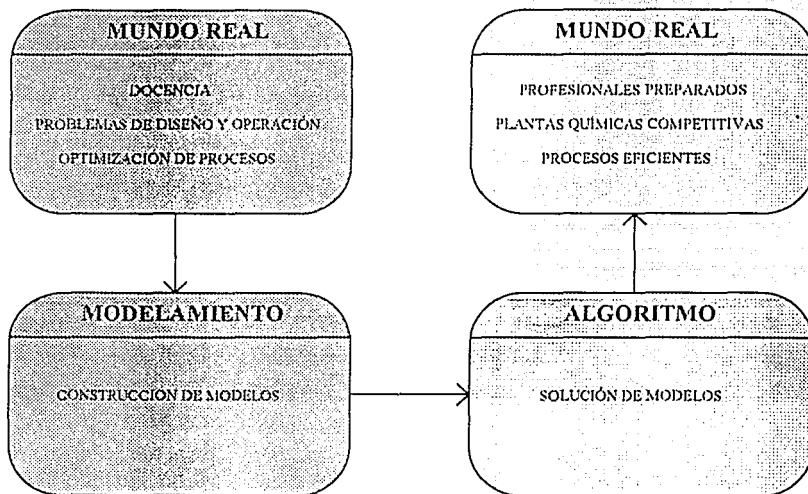 MUNDO REAL
DOCENCIA
PROBLEMAS DE DISEÑO Y OPERACIÓN
OPTIMIZACIÓN DE PROCESOS
MODELAMIENTO
CONSTRUCCIÓN DE MODELOS
ALGORITMO
SOLUCIÓN DE MODELOS
MUNDO REAL
PROFESIONALES PREPARADOS
PLANTAS QUÍMICAS COMPETITIVAS
PROCESOS EFICIENTES